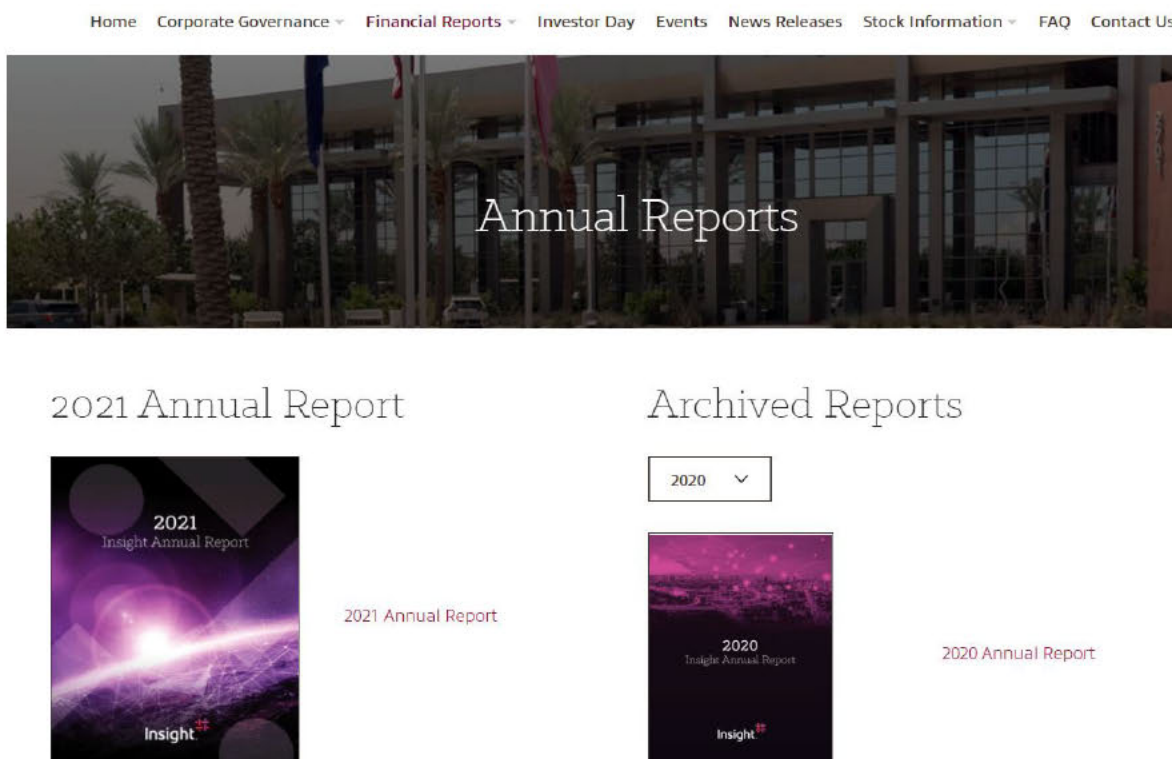 Home Corporate Governance Financial Reports Investor Day Events News Releases Stock Information FAQ Contact Us
Annual Reports
2021 Annual Report
2021
Insight Annual Report
Insight
2021 Annual Report
Archived Reports
2020
2020
Insight Annual Report
Insight
2020 Annual Report